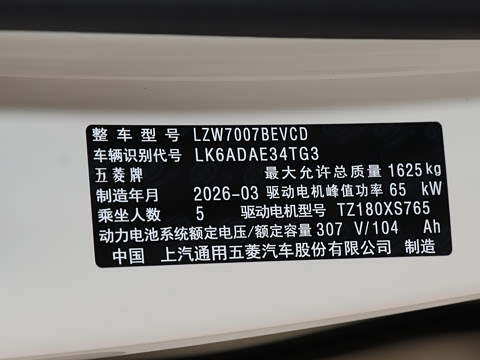 整车型号 LZW7007BEVCD
车辆识别代号 LK6ADAE34TG3
五菱牌 最大允许总质量 1625kg
制造年月 2026-03 驱动电机峰值功率 65 kW
乘坐人数 5 驱动电机型号 TZ180XS765
动力电池系统额定电压/额定容量 307 V/104 Ah
中国 上汽通用五菱汽车股份有限公司 制造